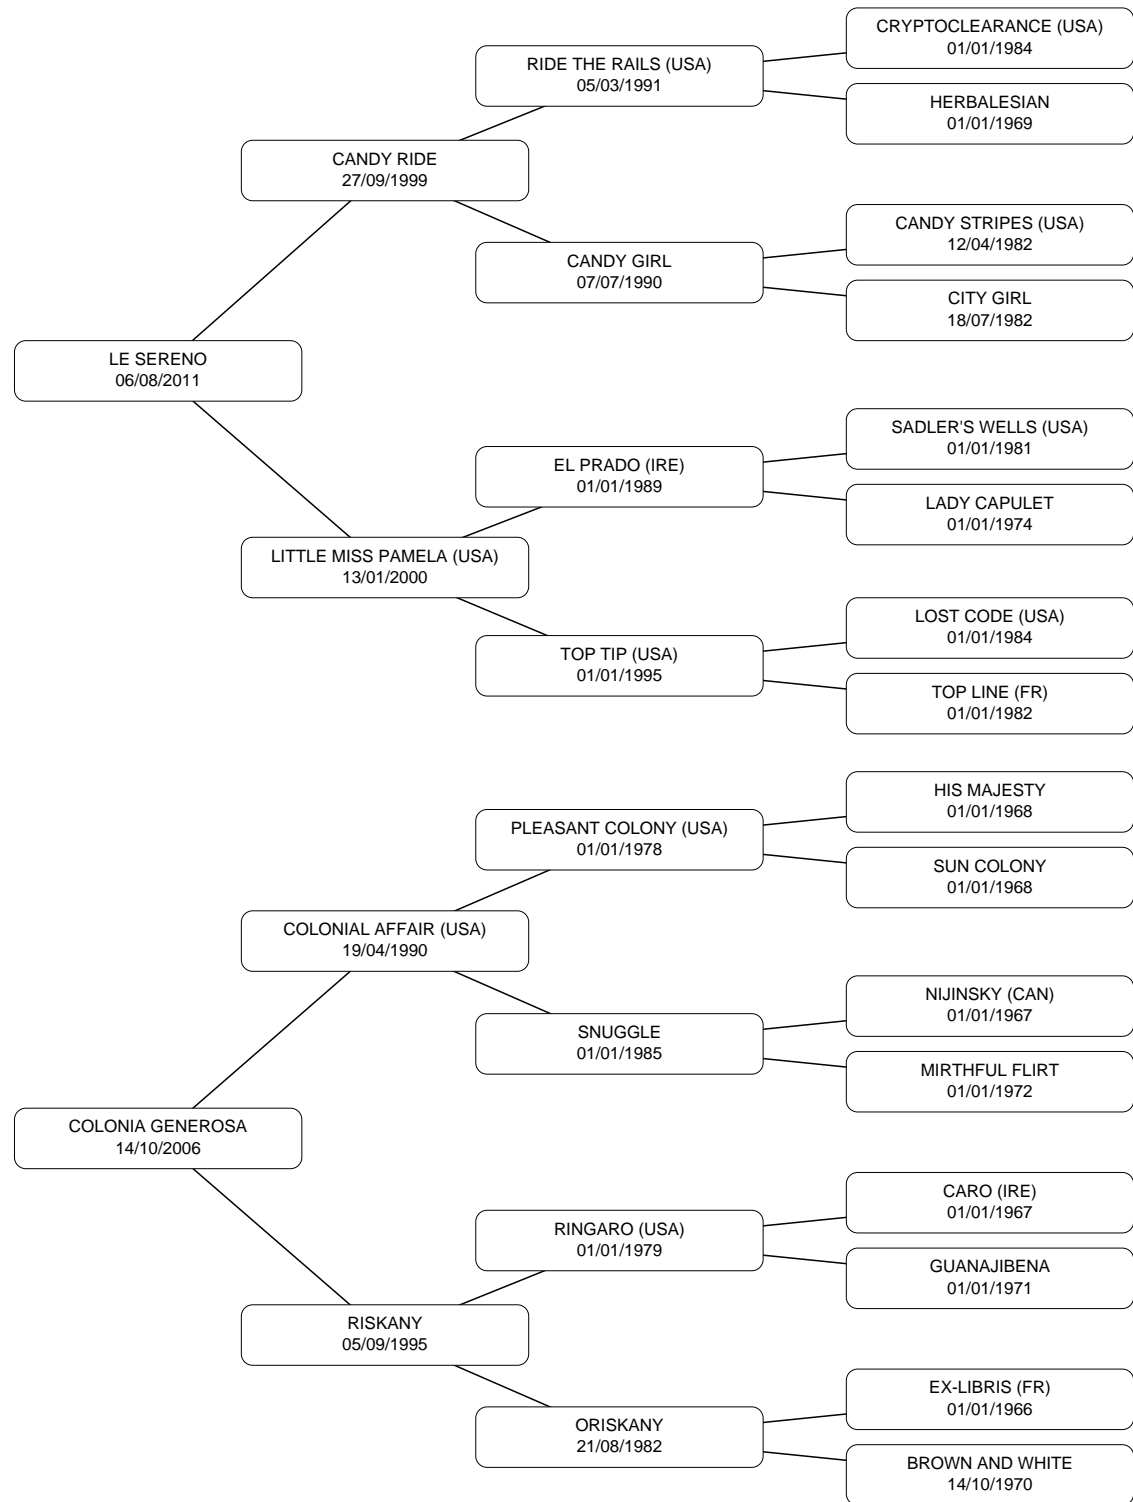 CRYPTOCLEARANCE (USA)
01/01/1984
RIDE THE RAILS (USA)
05/03/1991
HERBALESIAN
01/01/1969
CANDY RIDE
27/09/1999
CANDY STRIPES (USA)
12/04/1982
CANDY GIRL
07/07/1990
CITY GIRL
18/07/1982
LE SERENO
06/08/2011
SADLER'S WELLS (USA)
01/01/1981
EL PRADO (IRE)
01/01/1989
LADY CAPULET
01/01/1974
LITTLE MISS PAMELA (USA)
13/01/2000
LOST CODE (USA)
01/01/1984
TOP TIP (USA)
01/01/1995
TOP LINE (FR)
01/01/1982
HIS MAJESTY
01/01/1968
PLEASANT COLONY (USA)
01/01/1978
SUN COLONY
01/01/1968
COLONIAL AFFAIR (USA)
19/04/1990
NIJINSKY (CAN)
01/01/1967
SNUGGLE
01/01/1985
MIRTHFUL FLIRT
01/01/1972
COLONIA GENEROSA
14/10/2006
CARO (IRE)
01/01/1967
RINGARO (USA)
01/01/1979
GUANAJIBENA
01/01/1971
RISKANY
05/09/1995
EX-LIBRIS (FR)
01/01/1966
ORISKANY
21/08/1982
BROWN AND WHITE
14/10/1970